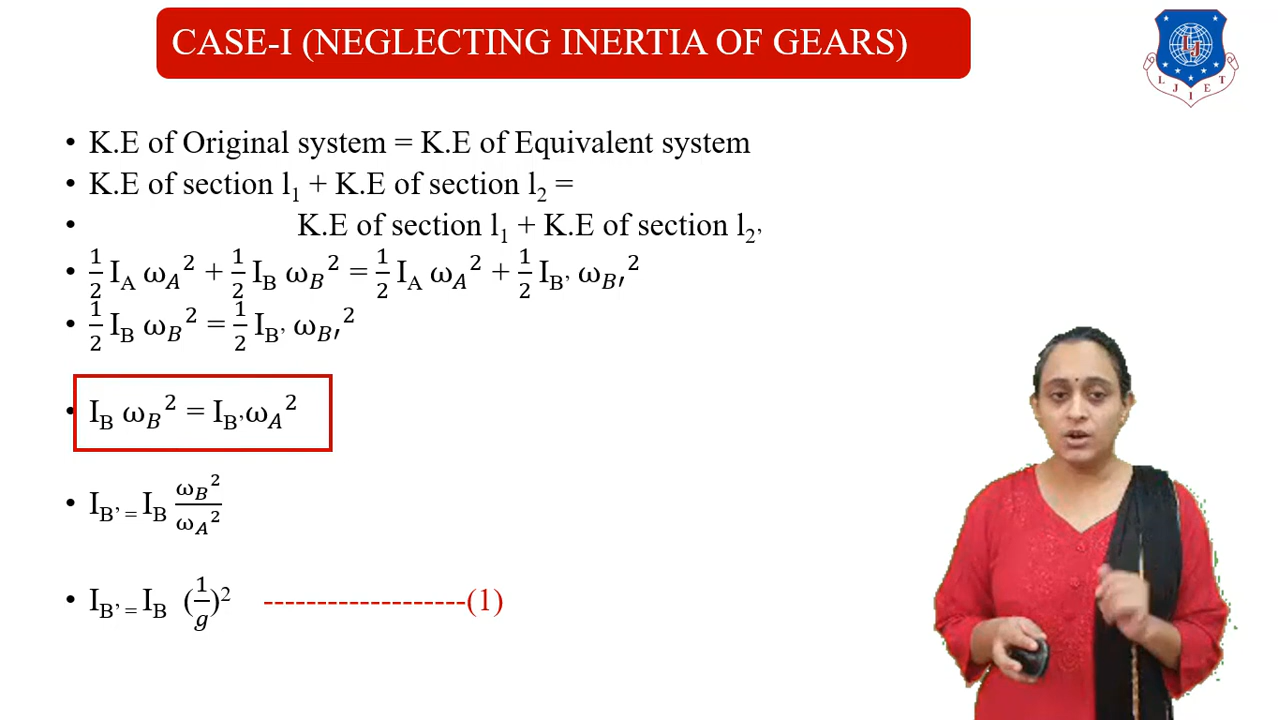 CASE-I (NEGLECTING INERTIA OF GEARS)
LJIET
• K.E of Original system = K.E of Equivalent system
• K.E of section l₁ + K.E of section l₂ =
• K.E of section l₁ + K.E of section l₂'
• 1/2 I_A ω_A² + 1/2 I_B ω_B² = 1/2 I_A ω_A² + 1/2 I_B' ω_B'²
• 1/2 I_B ω_B² = 1/2 I_B' ω_B'²
• I_B ω_B² = I_B' ω_A²
• I_B' = I_B ω_B²/ω_A²
• I_B' = I_B (1/g)² -------------------(1)